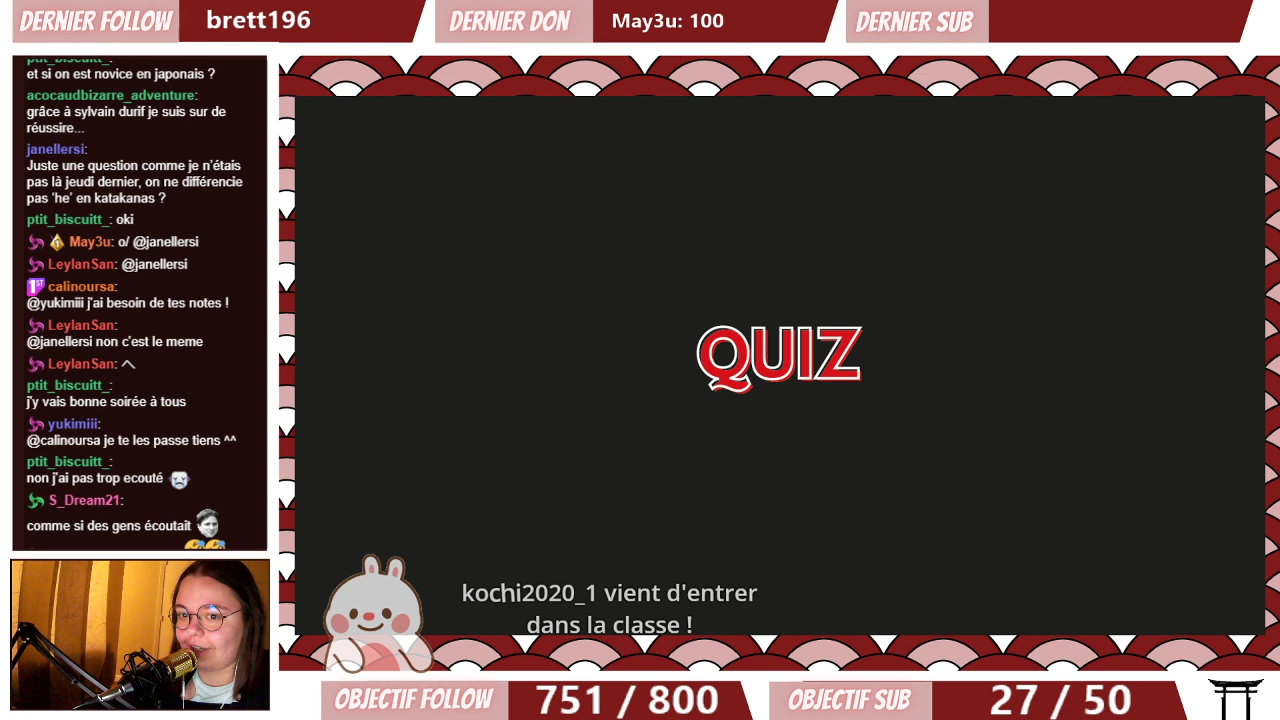 DERNIER FOLLOW
brett196
DERNIER DON
May3u: 100
DERNIER SUB
ptit_biscuitt_:
et si on est novice en japonais ?
acocaudbizarre_adventure:
grâce à sylvain durif je suis sur de
réussire...
janellersi:
Juste une question comme je n'étais
pas là jeudi dernier, on ne différencie
pas 'he' en katakanas ?
ptit_biscuitt_: oki
May3u: o/ @janellersi
LeylanSan: @janellersi
1ST calinoursa:
@yukimiii j'ai besoin de tes notes !
LeylanSan:
@janellersi non c'est le meme
LeylanSan: へ
ptit_biscuitt_:
j'y vais bonne soirée à tous
yukimiii:
@calinoursa je te les passe tiens ^^
ptit_biscuitt_:
non j'ai pas trop ecouté
S_Dream21:
comme si des gens écoutait
QUIZ
kochi2020_1 vient d'entrer
dans la classe !
OBJECTIF FOLLOW
751 / 800
OBJECTIF SUB
27 / 50